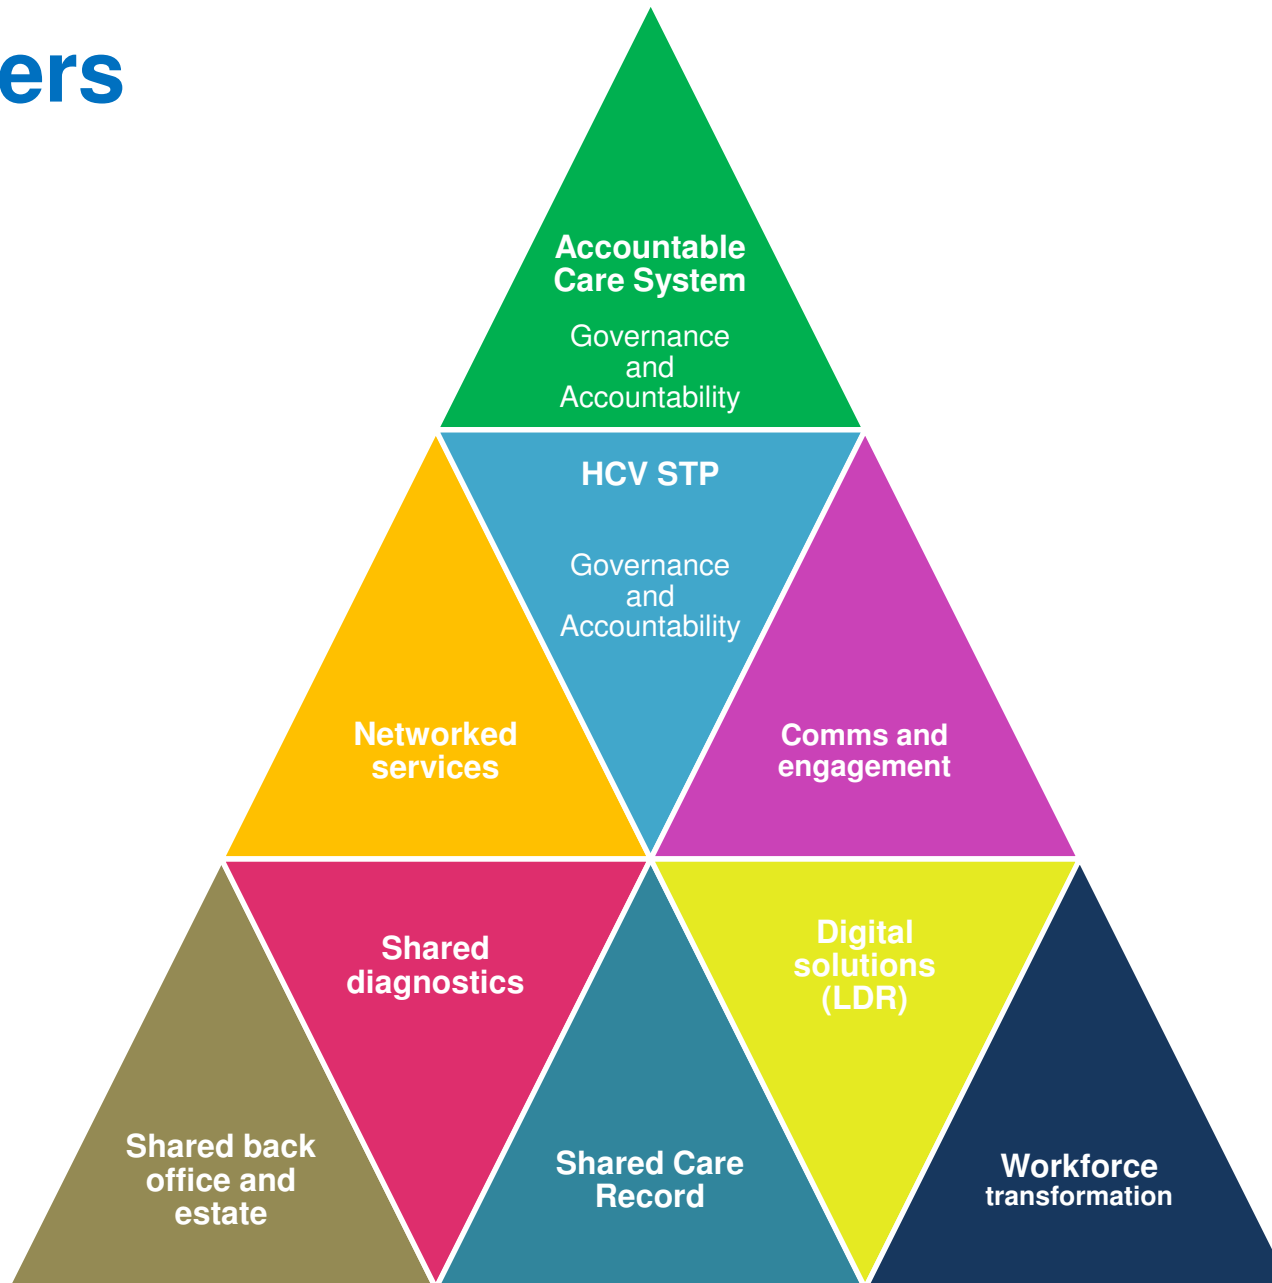 ers
Accountable
Care System
Governance
and
Accountability
HCV STP
Governance
and
Accountability
Networked
services
Comms and
engagement
Shared
diagnostics
Digital
solutions
(LDR)
Shared back
office and
estate
Shared Care
Record
Workforce
transformation